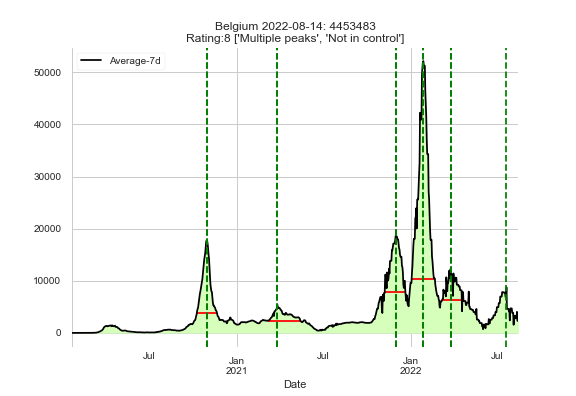 Belgium 2022-08-14: 4453483
Rating:8 ['Multiple peaks', 'Not in control']
Average-7d
50000
40000
30000
20000
10000
0
Jul
Jan
2021
Jul
Jan
2022
Jul
Date